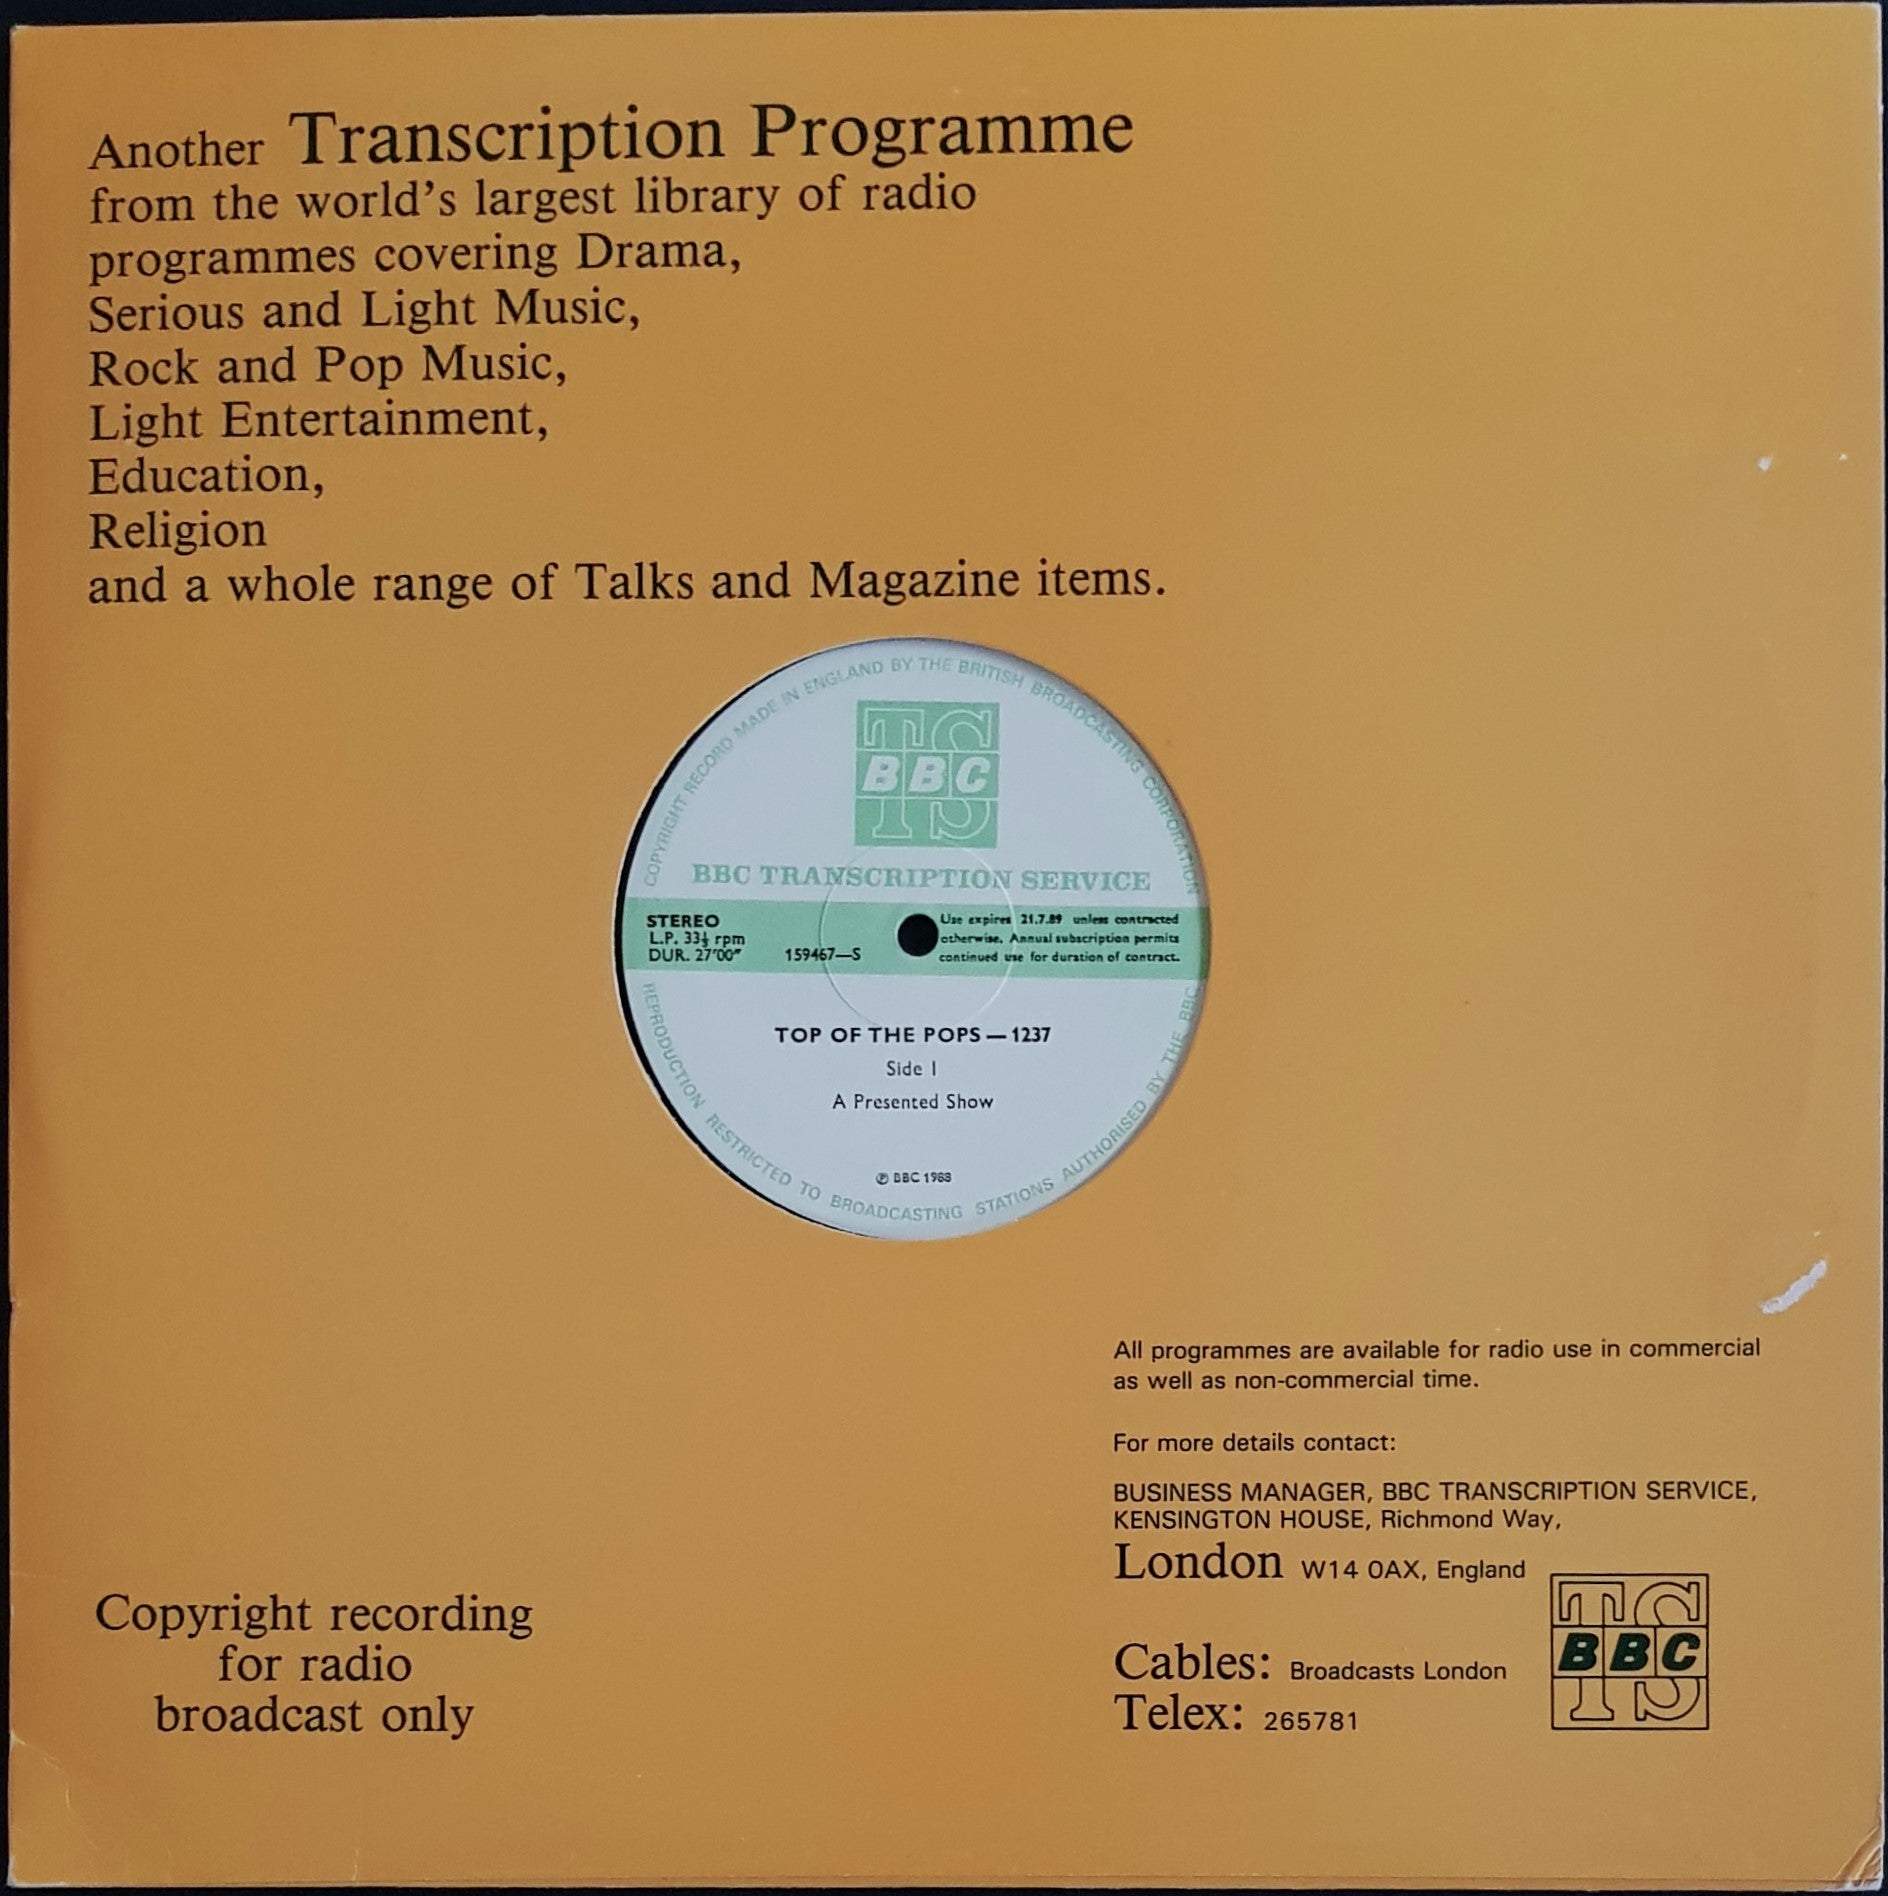 Another Transcription Programme
from the world's largest library of radio
programmes covering Drama,
Serious and Light Music,
Rock and Pop Music,
Light Entertainment,
Education,
Religion
and a whole range of Talks and Magazine items.
COPYRIGHT RECORD MADE IN ENGLAND BY THE BRITISH BROADCASTING CORPORATION
TS
BBC
TS
BBC TRANSCRIPTION SERVICE
STEREO
L.P. 33⅓ rpm
DUR. 27'00"
159467—S
Use expires 21.7.89 unless contracted
otherwise. Annual subscription permits
continued use for duration of contract.
TOP OF THE POPS — 1237
Side 1
A Presented Show
℗ BBC 1988
REPRODUCTION RESTRICTED TO BROADCASTING STATIONS AUTHORISED BY THE BBC
All programmes are available for radio use in commercial
as well as non-commercial time.
For more details contact:
BUSINESS MANAGER, BBC TRANSCRIPTION SERVICE,
KENSINGTON HOUSE, Richmond Way,
London W14 0AX, England
Cables: Broadcasts London
Telex: 265781
TS
BBC
TS
Copyright recording
for radio
broadcast only